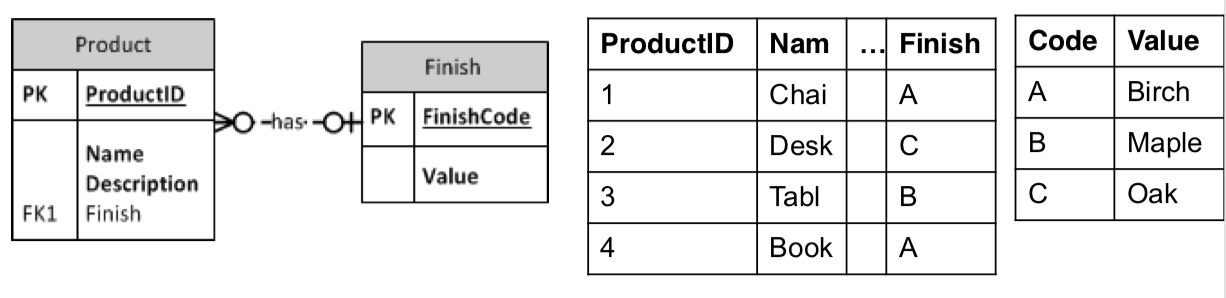 Product
PK ProductID
Name
Description
FK1 Finish
has
Finish
PK FinishCode
Value
ProductID Nam ... Finish
1 Chai A
2 Desk C
3 Tabl B
4 Book A
Code Value
A Birch
B Maple
C Oak